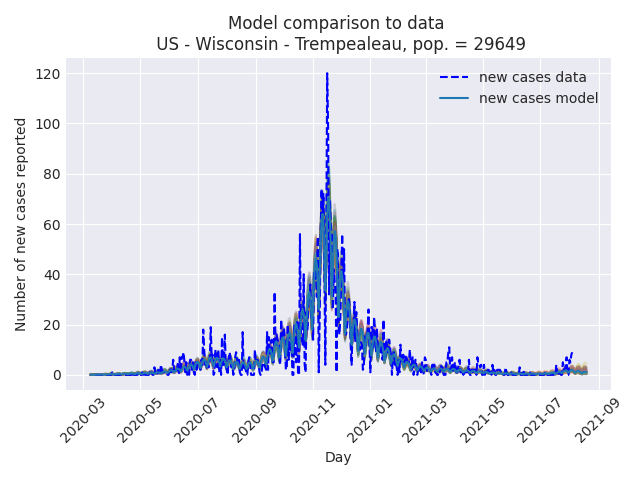 Model comparison to data
US - Wisconsin - Trempealeau, pop. = 29649
new cases data
new cases model
Number of new cases reported
120
100
80
60
40
20
0
2020-03
2020-05
2020-07
2020-09
2020-11
2021-01
2021-03
2021-05
2021-07
2021-09
Day